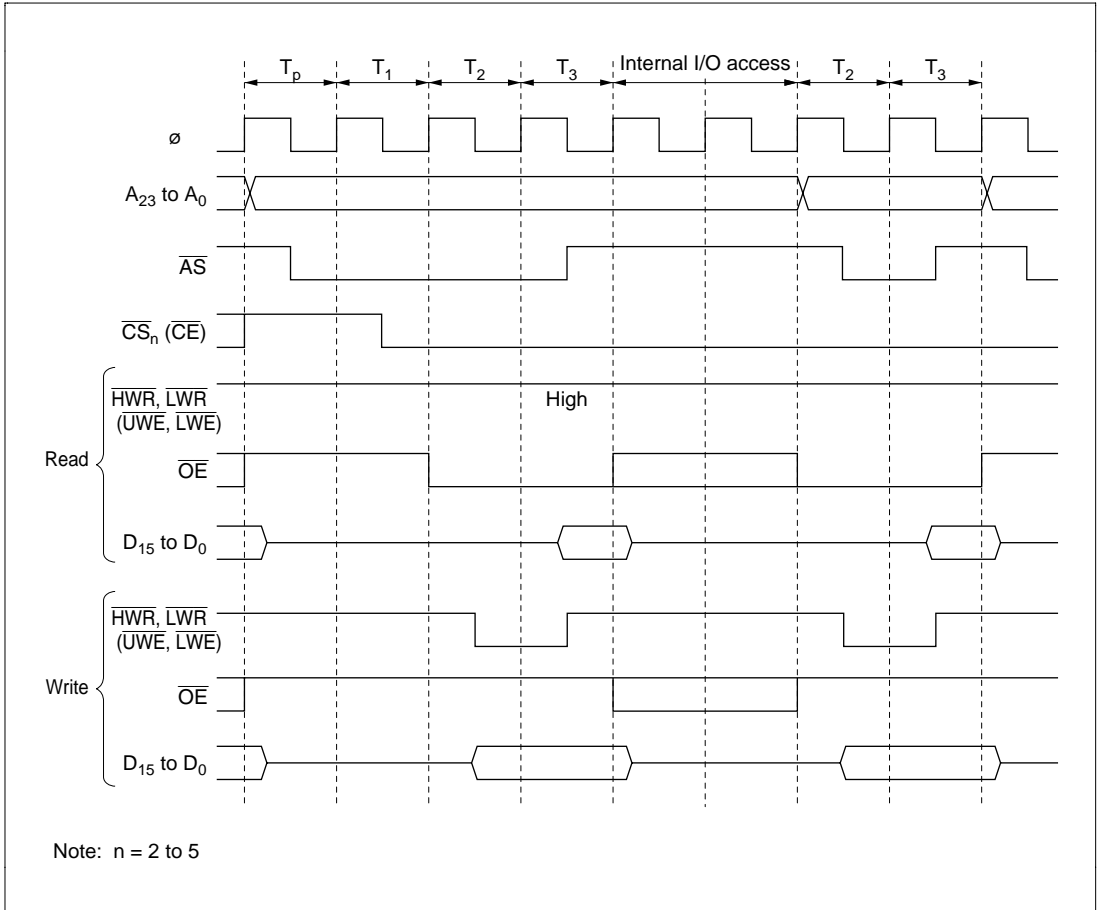 Tp T1 T2 T3 Internal I/O access T2 T3
ø
A23 to A0
AS
CSn (CE)
Read
HWR, LWR
(UWE, LWE)
High
OE
D15 to D0
Write
HWR, LWR
(UWE, LWE)
OE
D15 to D0
Note: n = 2 to 5